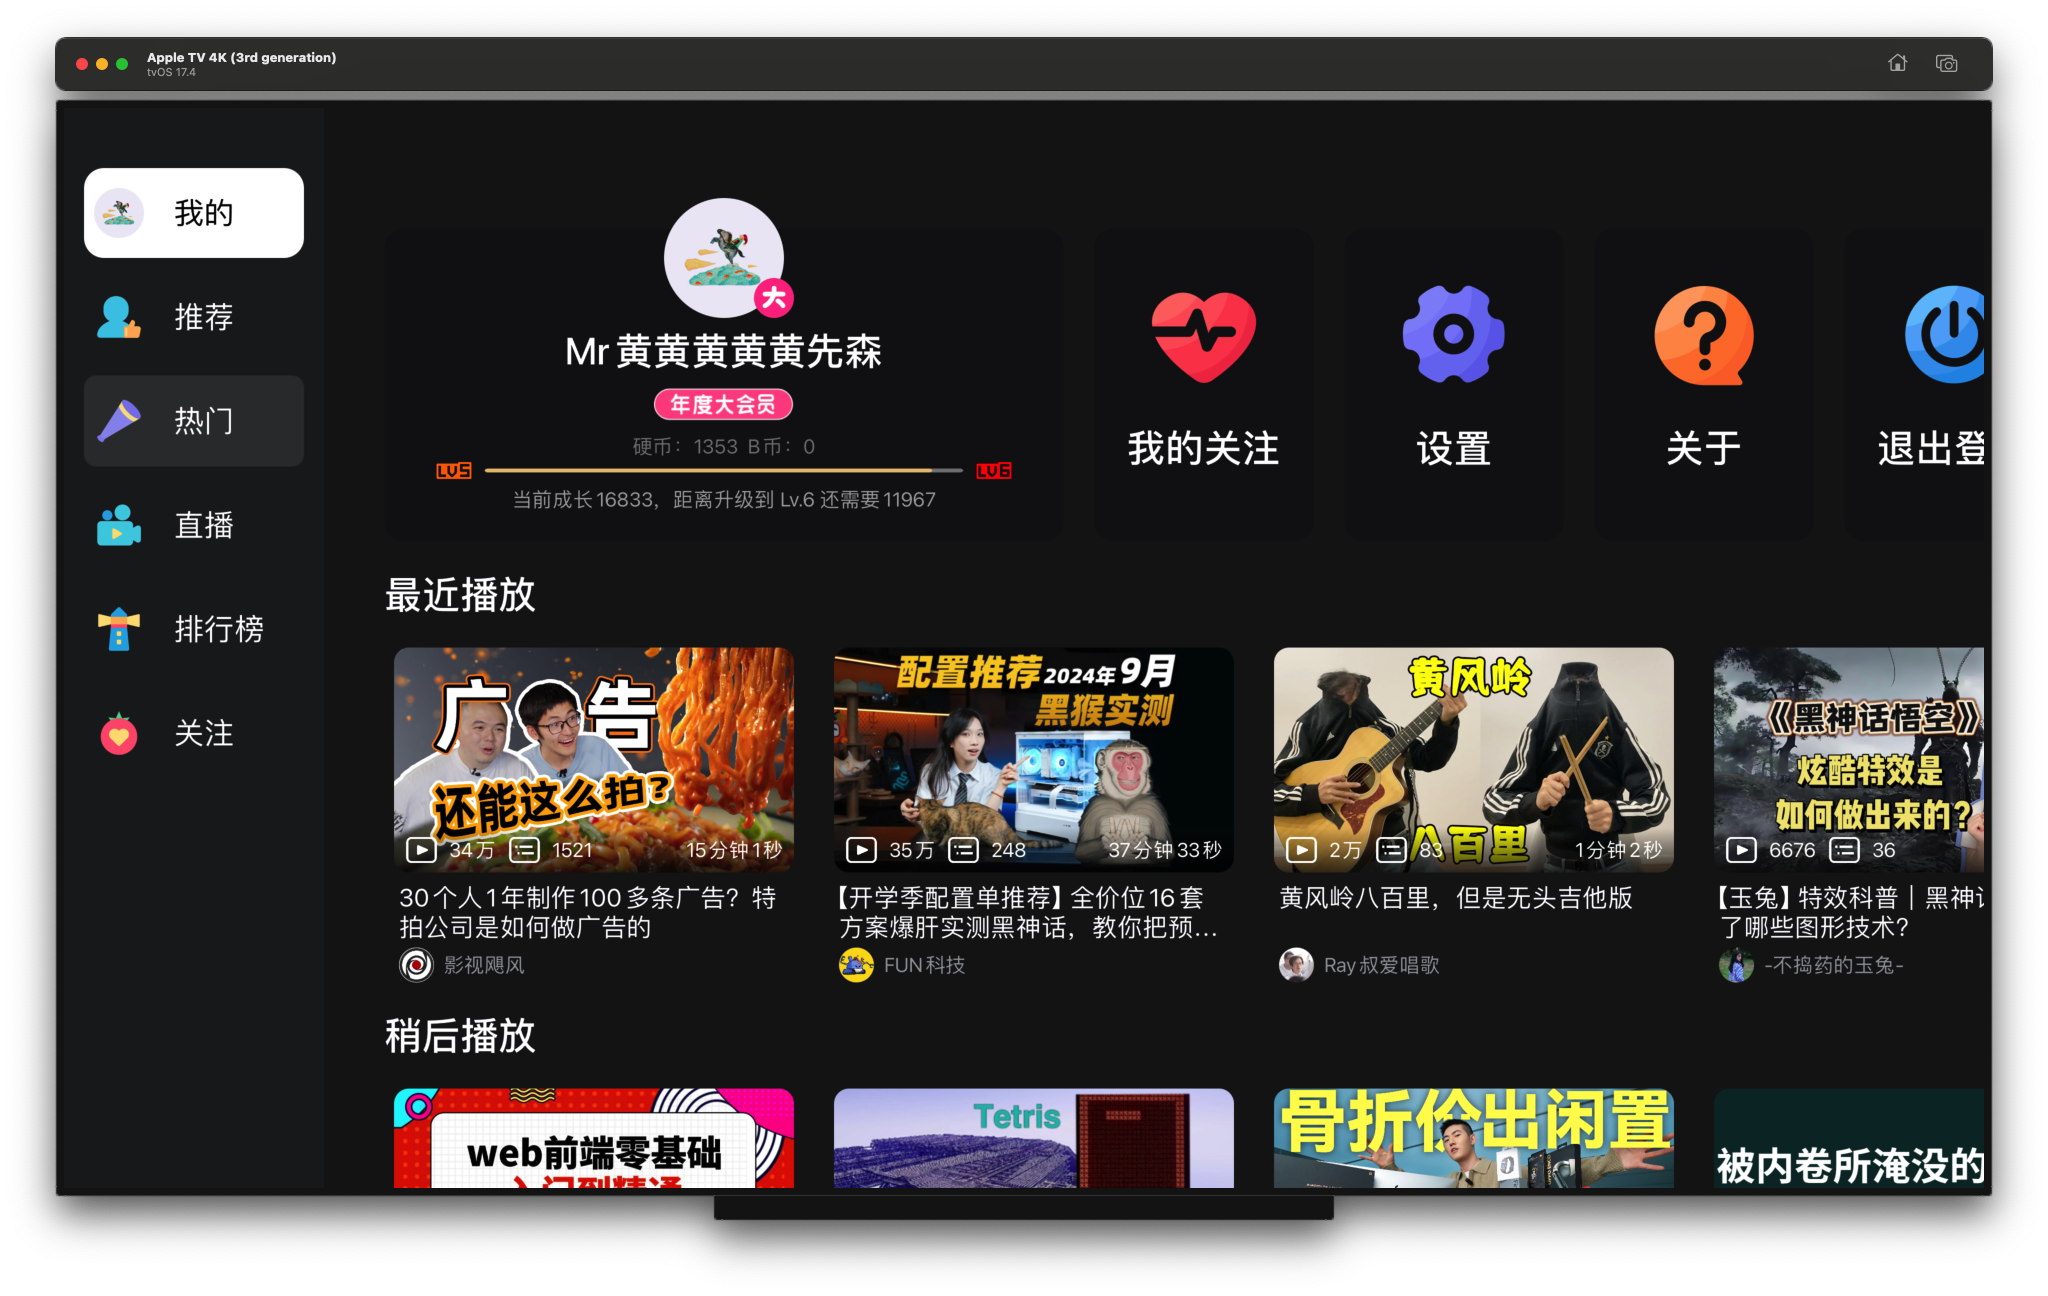 Apple TV 4K (3rd generation)
tvOS 17.4
我的
推荐
热门
直播
排行榜
关注
大
Mr黄黄黄黄黄先森
年度大会员
硬币：1353 B币：0
LV5
LV6
当前成长16833，距离升级到 Lv.6 还需要11967
我的关注
设置
关于
退出登
最近播放
广告
还能这么拍？
34万
1521
15分钟1秒
30个人1年制作100多条广告？特
拍公司是如何做广告的
影视飓风
配置推荐 2024年9月
黑猴实测
35万
248
37分钟33秒
【开学季配置单推荐】全价位16套
方案爆肝实测黑神话，教你把预...
FUN科技
黄风岭
八百里
2万
83
1分钟2秒
黄风岭八百里，但是无头吉他版
Ray叔爱唱歌
《黑神话悟空》
炫酷特效是
如何做出来的？
6676
36
【玉兔】特效科普｜黑神
了哪些图形技术？
-不捣药的玉兔-
稍后播放
web前端零基础
入门到精通
Tetris
骨折价出闲置
被内卷所淹没的